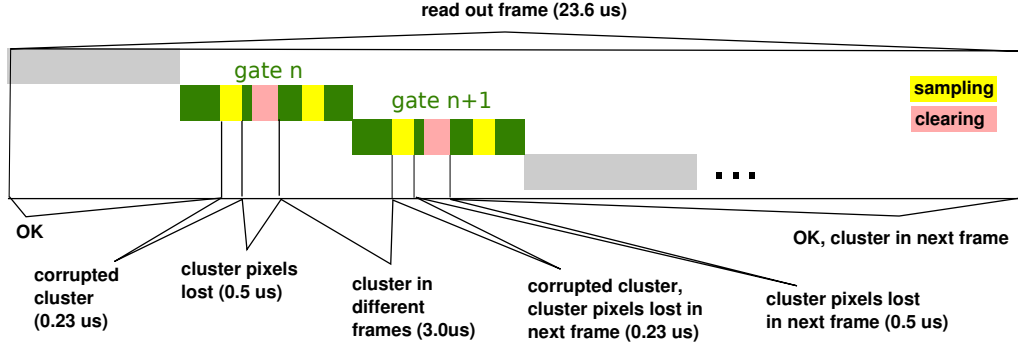 read out frame (23.6 us)
gate n
gate n+1
sampling
clearing
...
OK
OK, cluster in next frame
corrupted
cluster
(0.23 us)
cluster pixels
lost (0.5 us)
cluster in
different
frames (3.0us)
corrupted cluster,
cluster pixels lost in
next frame (0.23 us)
cluster pixels lost
in next frame (0.5 us)